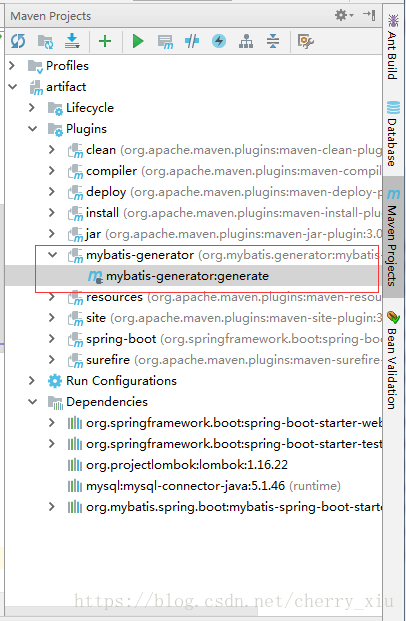 Maven Projects
Profiles
artifact
Lifecycle
Plugins
clean (org.apache.maven.plugins:maven-clean-plug
compiler (org.apache.maven.plugins:maven-compil
deploy (org.apache.maven.plugins:maven-deploy-p
install (org.apache.maven.plugins:maven-install-plu
jar (org.apache.maven.plugins:maven-jar-plugin:3.0
mybatis-generator (org.mybatis.generator:mybatis
mybatis-generator:generate
resources (org.apache.maven.plugins:maven-resou
site (org.apache.maven.plugins:maven-site-plugin:3
spring-boot (org.springframework.boot:spring-boo
surefire (org.apache.maven.plugins:maven-surefire-
Run Configurations
Dependencies
org.springframework.boot:spring-boot-starter-web
org.springframework.boot:spring-boot-starter-test
org.projectlombok:lombok:1.16.22
mysql:mysql-connector-java:5.1.46 (runtime)
org.mybatis.spring.boot:mybatis-spring-boot-starte
Ant Build
Database
Maven Projects
Bean Validation
https://blog.csdn.net/cherry_xiu